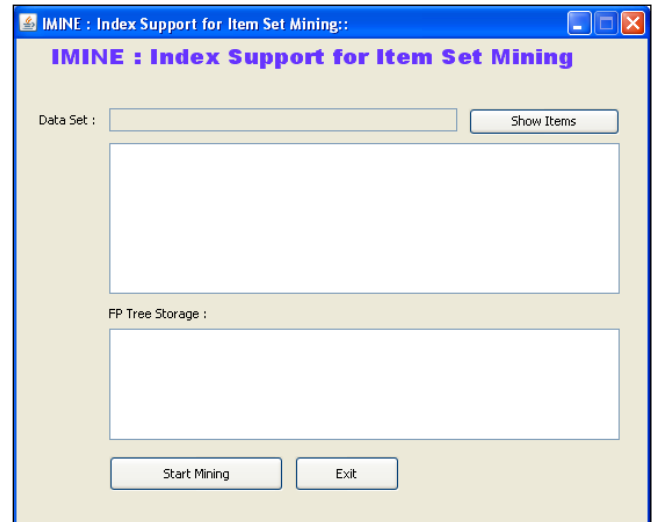 IMINE : Index Support for Item Set Mining::
IMINE : Index Support for Item Set Mining
Data Set :
Show Items
FP Tree Storage :
Start Mining
Exit